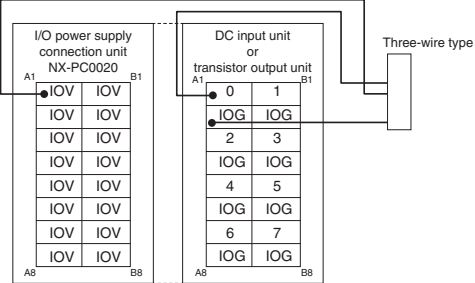 I/O power supply
connection unit
NX-PC0020
A1 B1
IOV IOV
IOV IOV
IOV IOV
IOV IOV
IOV IOV
IOV IOV
IOV IOV
IOV IOV
A8 B8
DC input unit
or
transistor output unit
A1 B1
0 1
IOG IOG
2 3
IOG IOG
4 5
IOG IOG
6 7
IOG IOG
A8 B8
Three-wire type